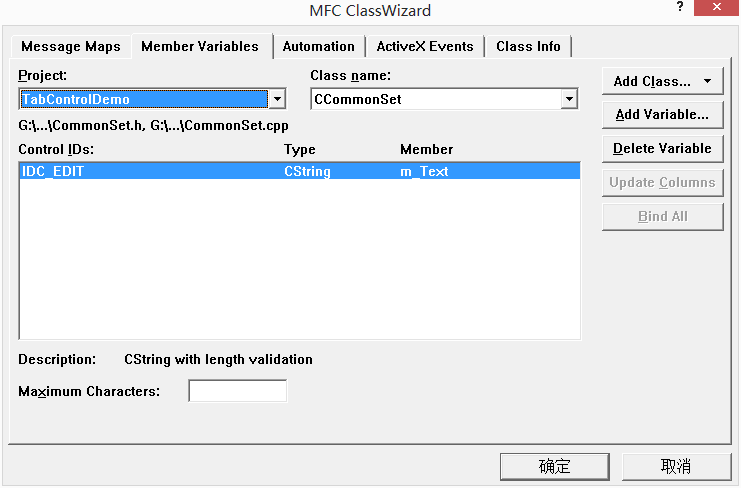 MFC ClassWizard
?
Message Maps Member Variables Automation ActiveX Events Class Info
Project: Class name:
TabControlDemo CCommonSet
Add Class...
G:\...\CommonSet.h, G:\...\CommonSet.cpp
Add Variable...
Control IDs: Type Member
Delete Variable
IDC_EDIT CString m_Text
Update Columns
Bind All
Description: CString with length validation
Maximum Characters:
确定 取消